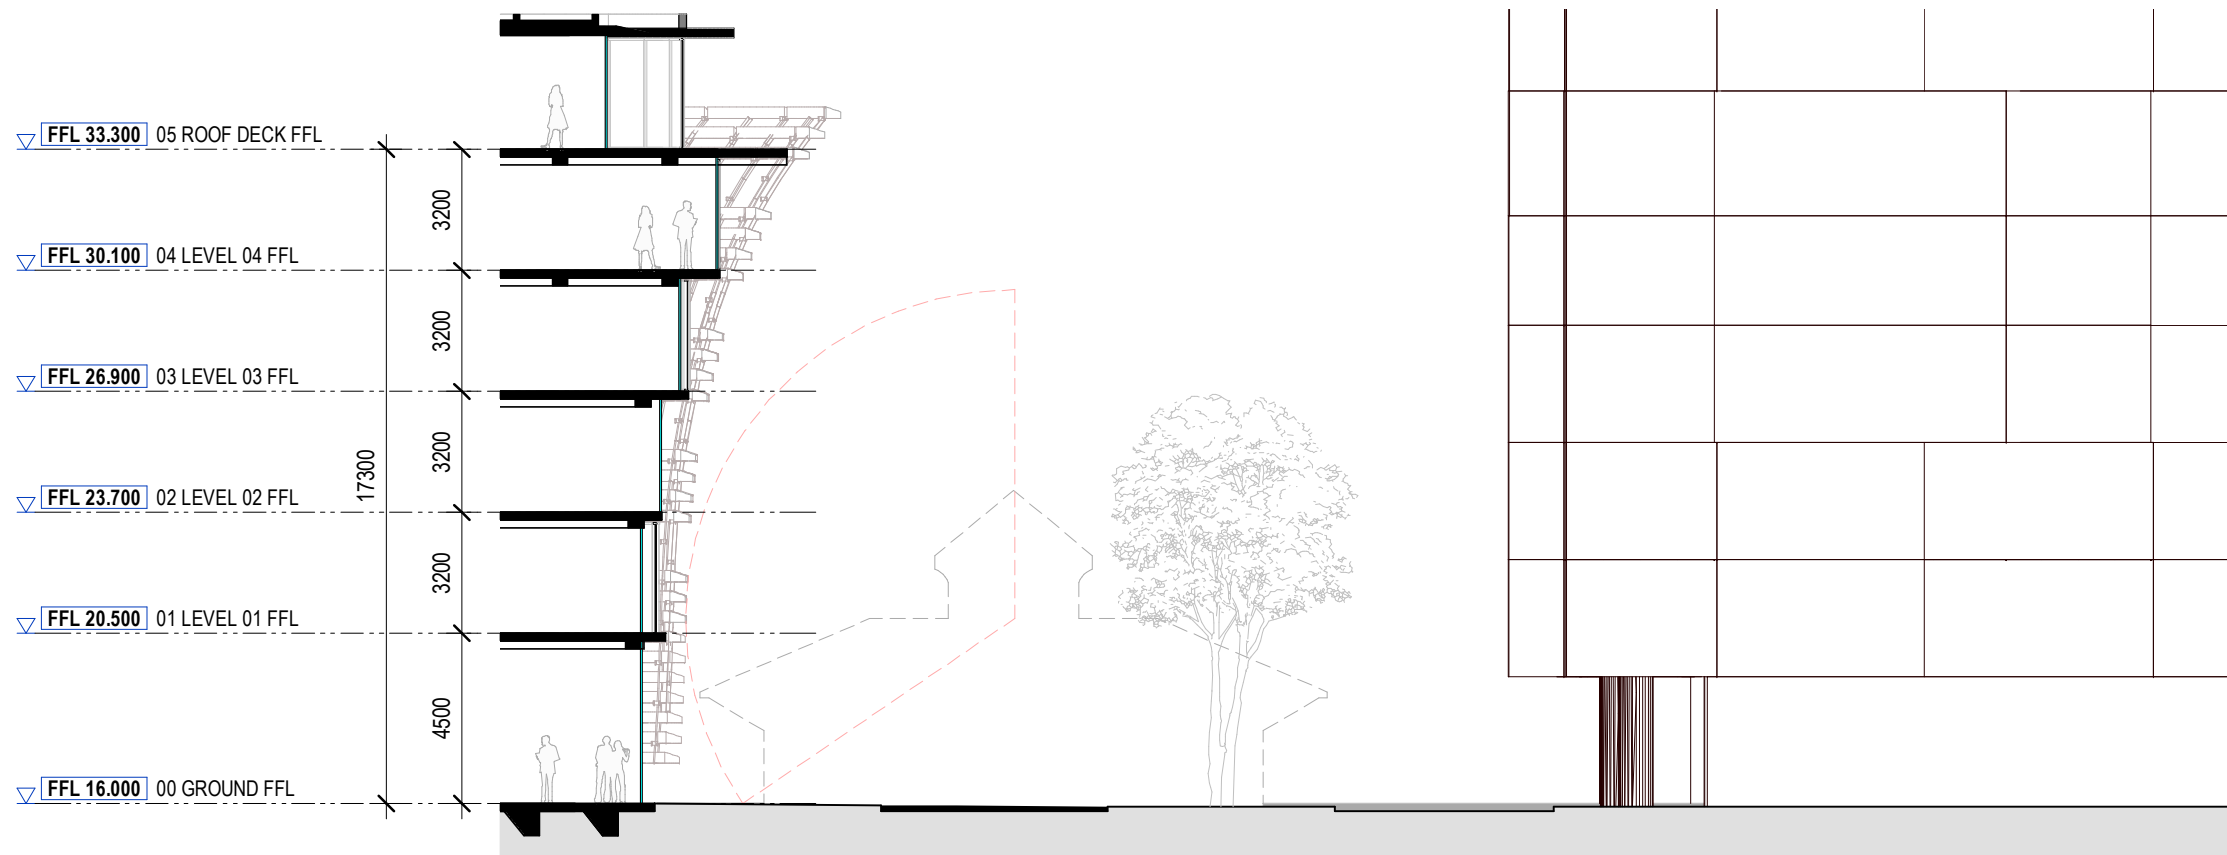 FFL 33.300 05 ROOF DECK FFL
3200
FFL 30.100 04 LEVEL 04 FFL
3200
FFL 26.900 03 LEVEL 03 FFL
3200
17300
FFL 23.700 02 LEVEL 02 FFL
3200
FFL 20.500 01 LEVEL 01 FFL
4500
FFL 16.000 00 GROUND FFL